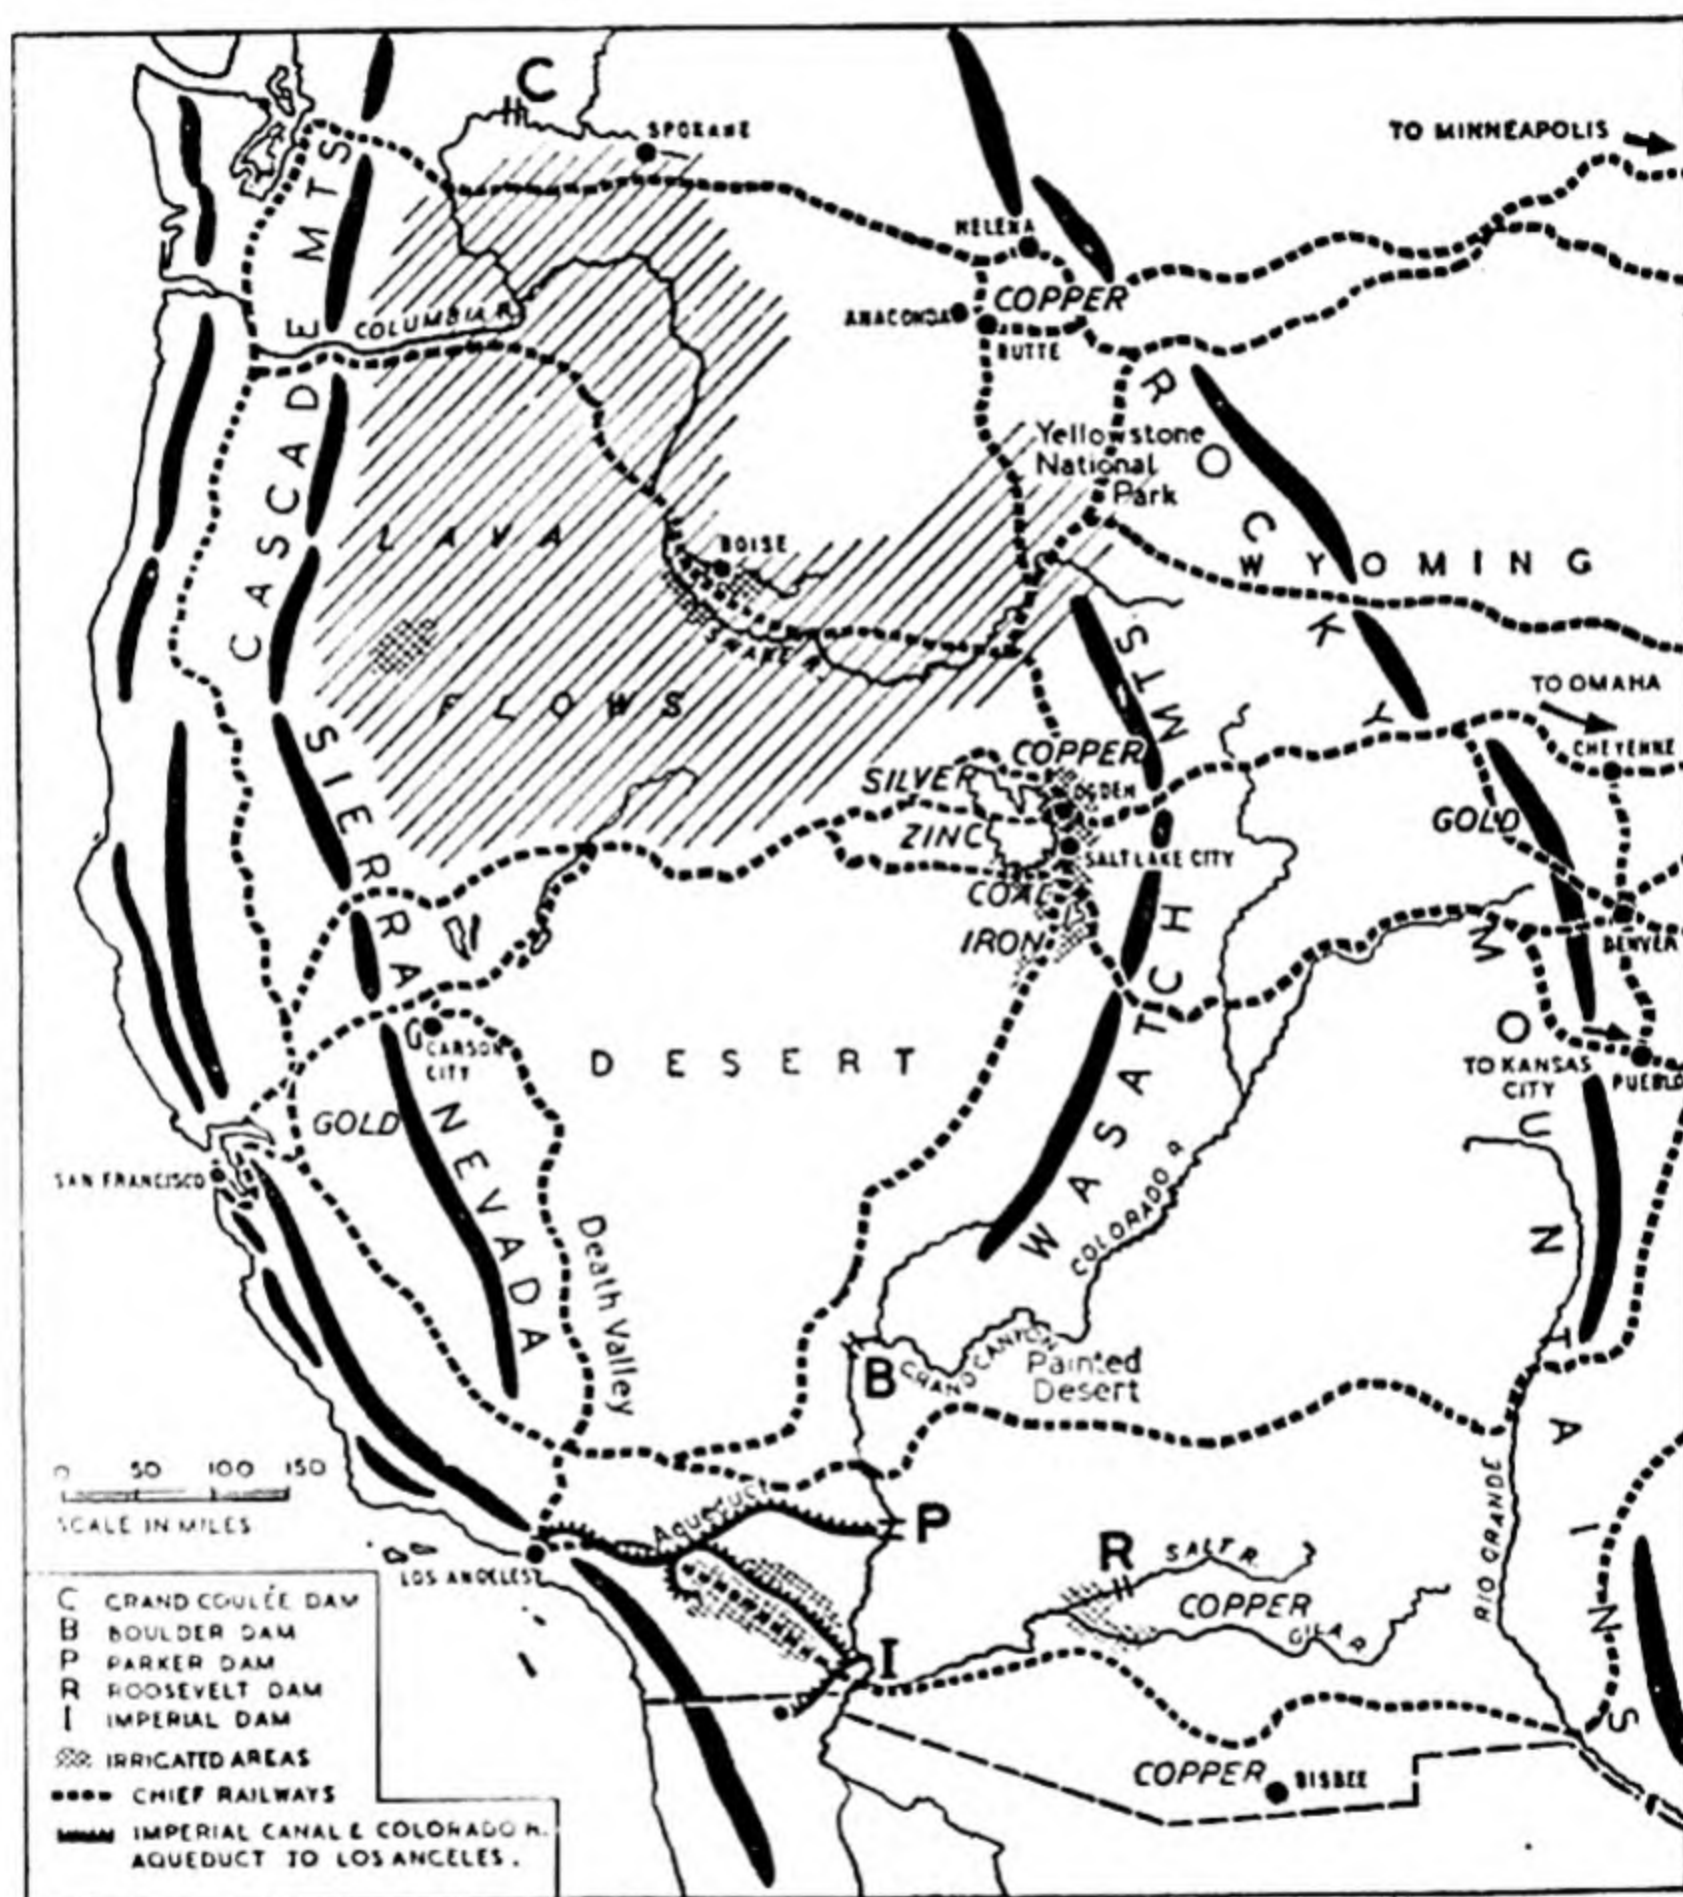 C
SPOKANE
TO MINNEAPOLIS
HELENA
COPPER
ANACONDA
BUTTE
CASCADE MTS
COLUMBIA R.
Yellowstone
National
Park
ROCKY MOUNTAINS
WYOMING
LAVA
FLOWS
BOISE
SNAKE R.
TO OMAHA
CHEYENNE
COPPER
SILVER
OGDEN
ZINC
SALT LAKE CITY
COAL
IRON
GOLD
DENVER
WASATCH MTS
SIERRA NEVADA
CARSON
CITY
DESERT
TO KANSAS
CITY
PUEBLO
GOLD
SAN FRANCISCO
Death Valley
COLORADO R.
B
GRAND CANYON
Painted
Desert
RIO GRANDE
0 50 100 150
SCALE IN MILES
Aqueduct
P
R
SALT R.
COPPER
GILA R.
LOS ANGELES
I
COPPER
BISBEE
C GRAND COULÉE DAM
B BOULDER DAM
P PARKER DAM
R ROOSEVELT DAM
I IMPERIAL DAM
IRRIGATED AREAS
CHIEF RAILWAYS
IMPERIAL CANAL & COLORADO R.
AQUEDUCT TO LOS ANGELES.